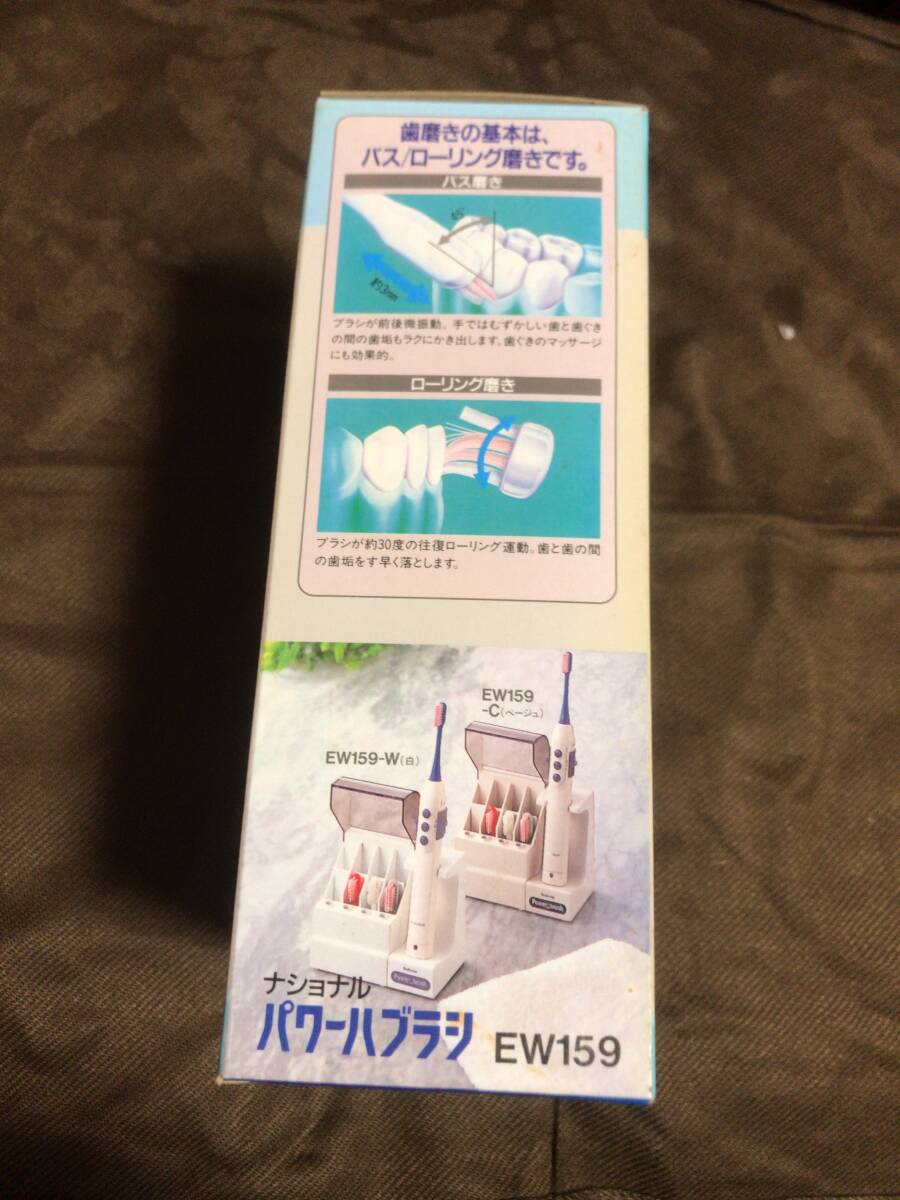 歯磨きの基本は、
バス/ローリング磨きです。
バス磨き
45°
約3mm
ブラシが前後微振動。手ではむずかしい歯と歯ぐき
の間の歯垢もラクにかき出します。歯ぐきのマッサージ
にも効果的。
ローリング磨き
ブラシが約30度の往復ローリング運動。歯と歯の間
の歯垢をす早く落とします。
EW159
-C(ベージュ)
EW159-W(白)
National
National
ナショナル
パワーハブラシ EW159